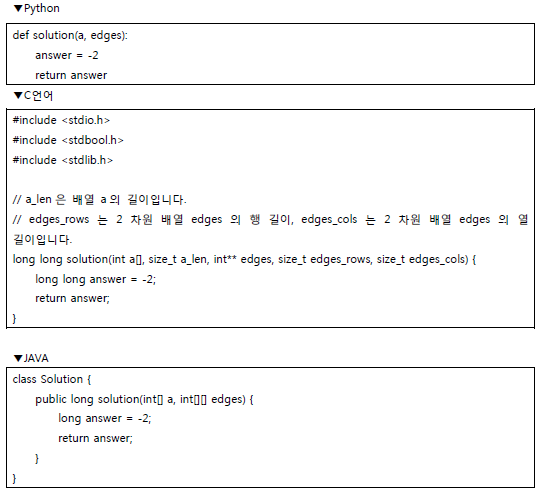 ▼Python
def solution(a, edges):
answer = -2
return answer
▼C언어
#include <stdio.h>
#include <stdbool.h>
#include <stdlib.h>
// a_len 은 배열 a 의 길이입니다.
// edges_rows 는 2 차원 배열 edges 의 행 길이, edges_cols 는 2 차원 배열 edges 의 열
길이입니다.
long long solution(int a[], size_t a_len, int** edges, size_t edges_rows, size_t edges_cols) {
long long answer = -2;
return answer;
}
▼JAVA
class Solution {
public long solution(int[] a, int[][] edges) {
long answer = -2;
return answer;
}
}